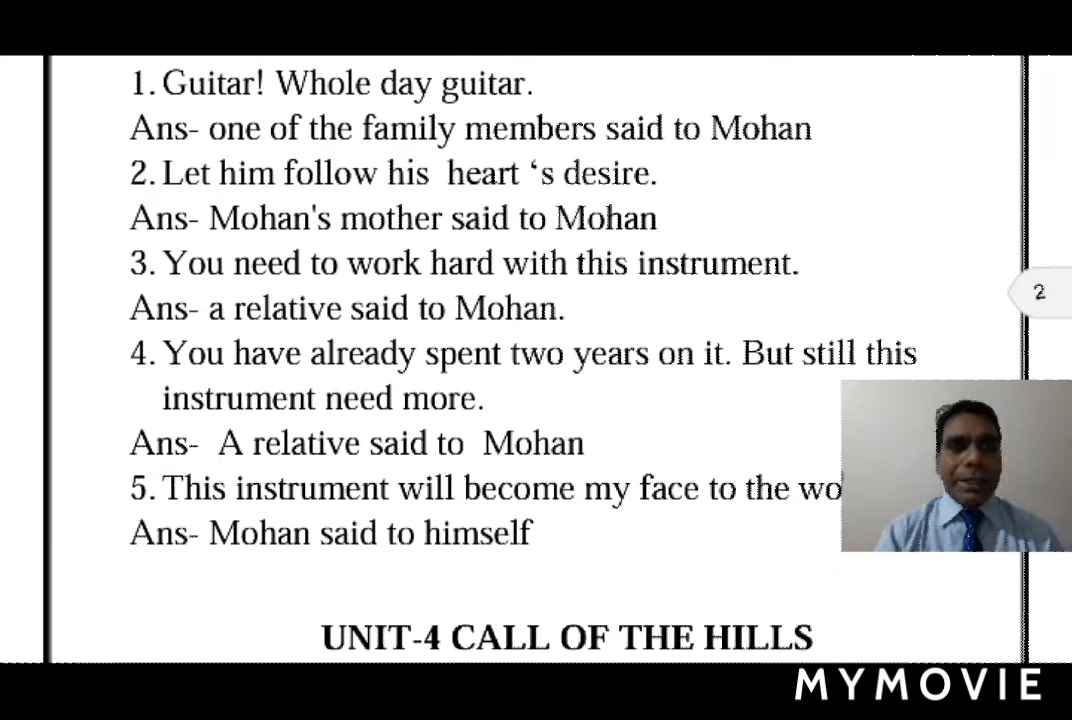 1. Guitar! Whole day guitar.
Ans- one of the family members said to Mohan
2. Let him follow his heart ‘s desire.
Ans- Mohan's mother said to Mohan
3. You need to work hard with this instrument.
Ans- a relative said to Mohan.
4. You have already spent two years on it. But still this
instrument need more.
Ans- A relative said to Mohan
5. This instrument will become my face to the
Ans- Mohan said to himself
2
UNIT-4 CALL OF THE HILLS
MYMOVIE